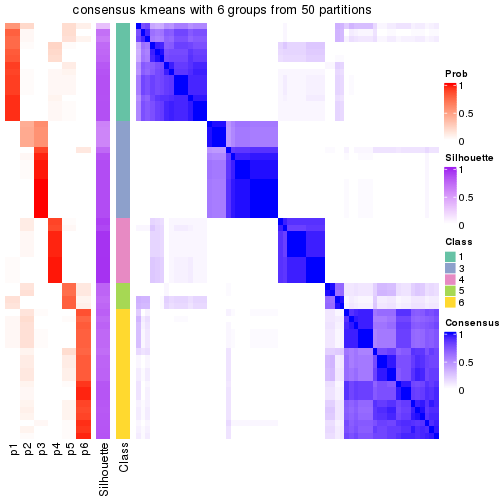 consensus kmeans with 6 groups from 50 partitions
Prob
1
0.5
0
Silhouette
1
0.5
0
Class
1
3
4
5
6
Consensus
1
0.5
0
p1
p2
p3
p4
p5
p6
Silhouette
Class